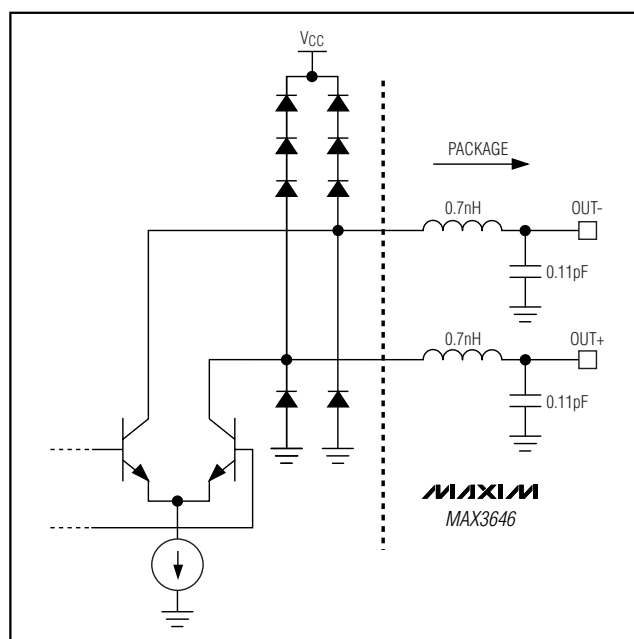 VCC
PACKAGE
0.7nH
OUT-
0.11pF
0.7nH
OUT+
0.11pF
MAXIM
MAX3646